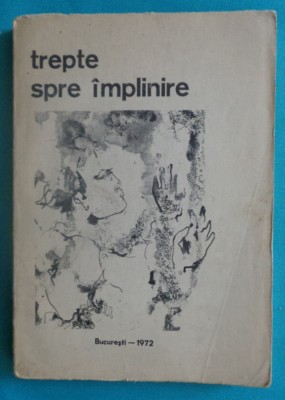 trepte
spre împlinire
București — 1972